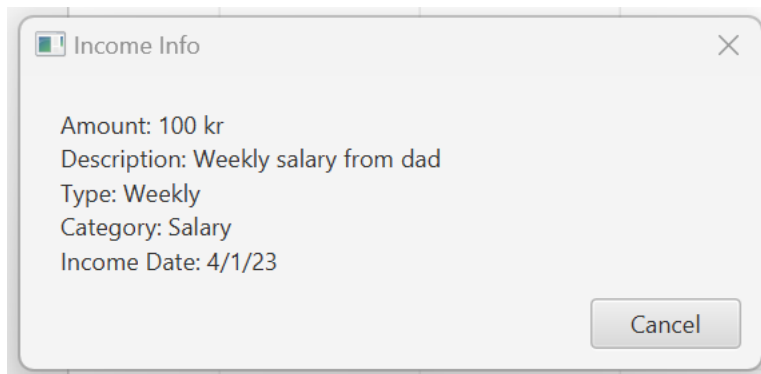 Income Info
Amount: 100 kr
Description: Weekly salary from dad
Type: Weekly
Category: Salary
Income Date: 4/1/23
Cancel